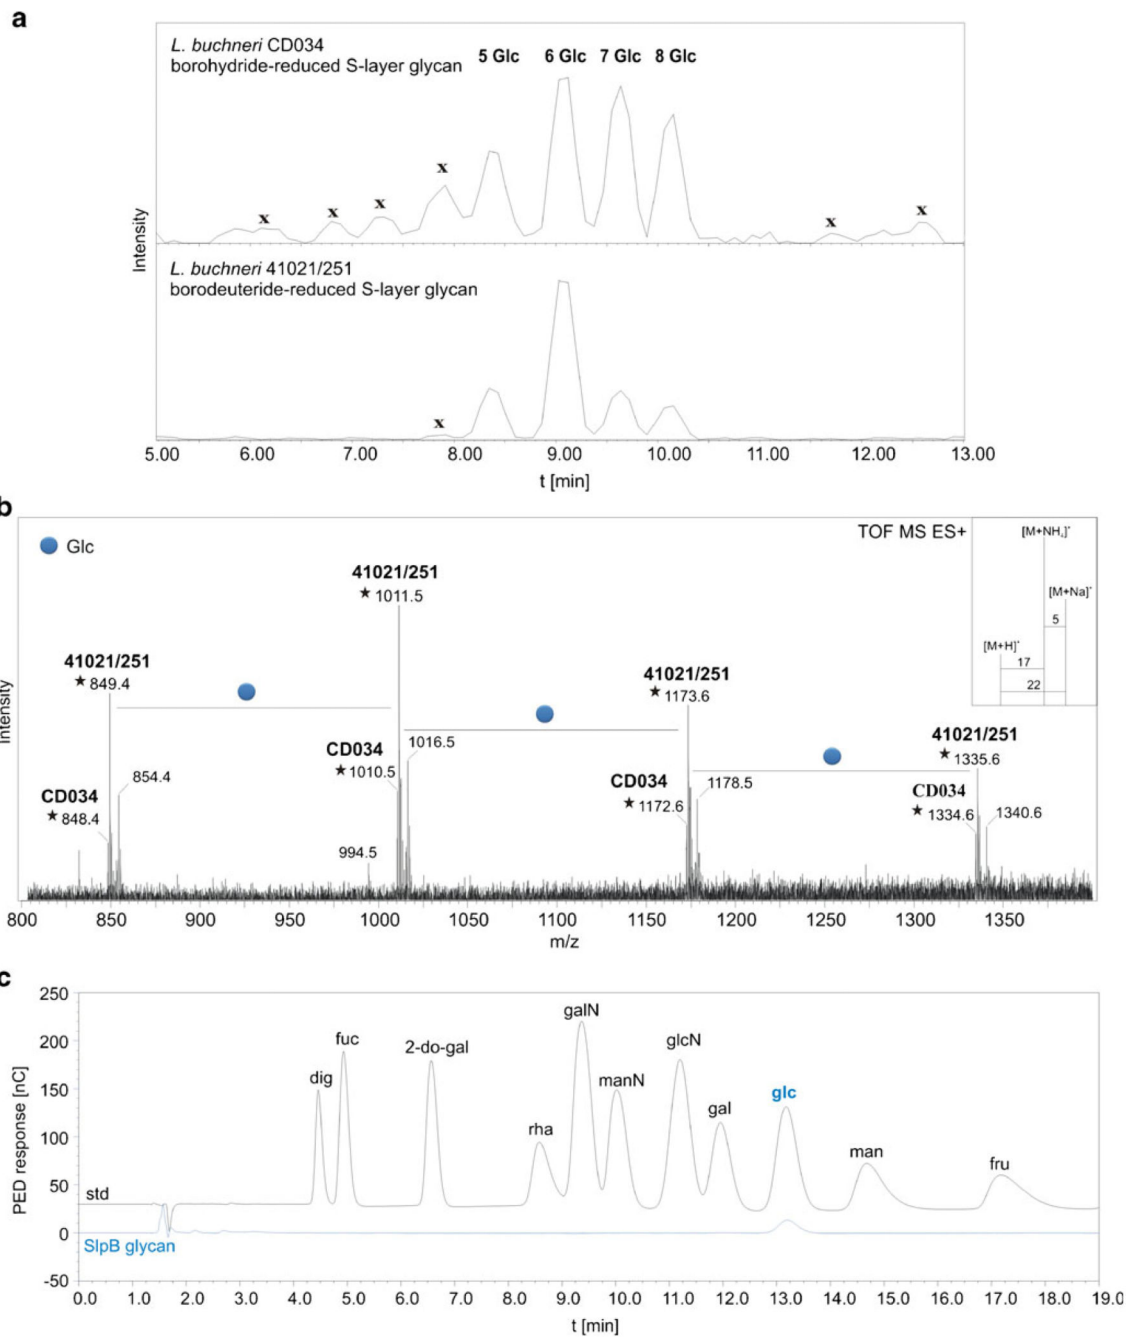 a
L. buchneri CD034
borohydride-reduced S-layer glycan
5 Glc 6 Glc 7 Glc 8 Glc
x x x x x x
Intensity
L. buchneri 41021/251
borodeuteride-reduced S-layer glycan
x
5.00 6.00 7.00 8.00 9.00 10.00 11.00 12.00 13.00
t [min]
b
Glc
TOF MS ES+
[M+NH₄]⁺
[M+Na]⁺
5
[M+H]⁺
17
22
41021/251
★ 1011.5
41021/251
★ 849.4
41021/251
★ 1173.6
41021/251
★ 1335.6
CD034
★ 1010.5
1016.5
CD034
★ 848.4
854.4
994.5
CD034
★ 1172.6
1178.5
CD034
★ 1334.6
1340.6
Intensity
800 850 900 950 1000 1050 1100 1150 1200 1250 1300 1350
m/z
c
250
200
150
100
50
0
-50
PED response [nC]
dig
fuc
2-do-gal
rha
galN
manN
glcN
gal
glc
man
fru
std
SlpB glycan
0.0 1.0 2.0 3.0 4.0 5.0 6.0 7.0 8.0 9.0 10.0 11.0 12.0 13.0 14.0 15.0 16.0 17.0 18.0 19.0
t [min]